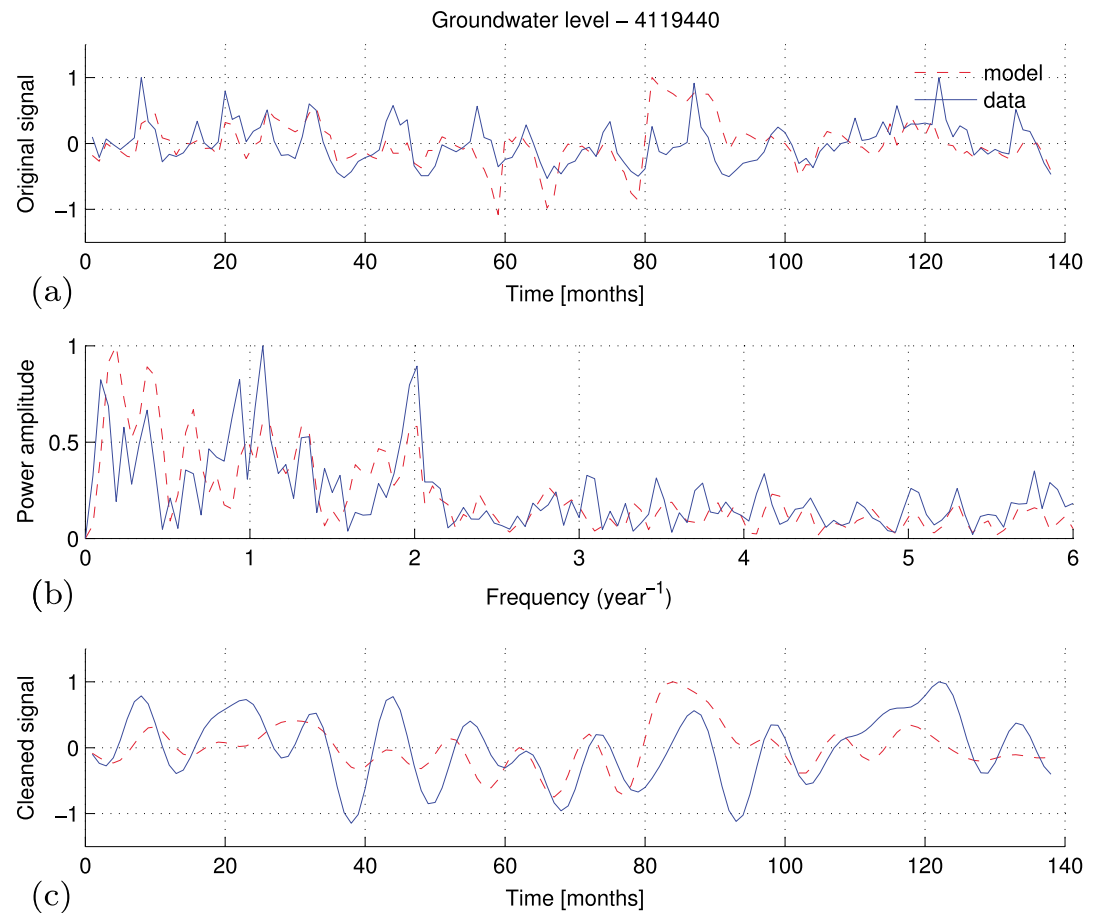 Groundwater level – 4119440
Original signal
1
0
−1
model
data
0 20 40 60 80 100 120 140
Time [months]
(a)
Power amplitude
1
0.5
0
0 1 2 3 4 5 6
Frequency (year⁻¹)
(b)
Cleaned signal
1
0
−1
0 20 40 60 80 100 120 140
Time [months]
(c)